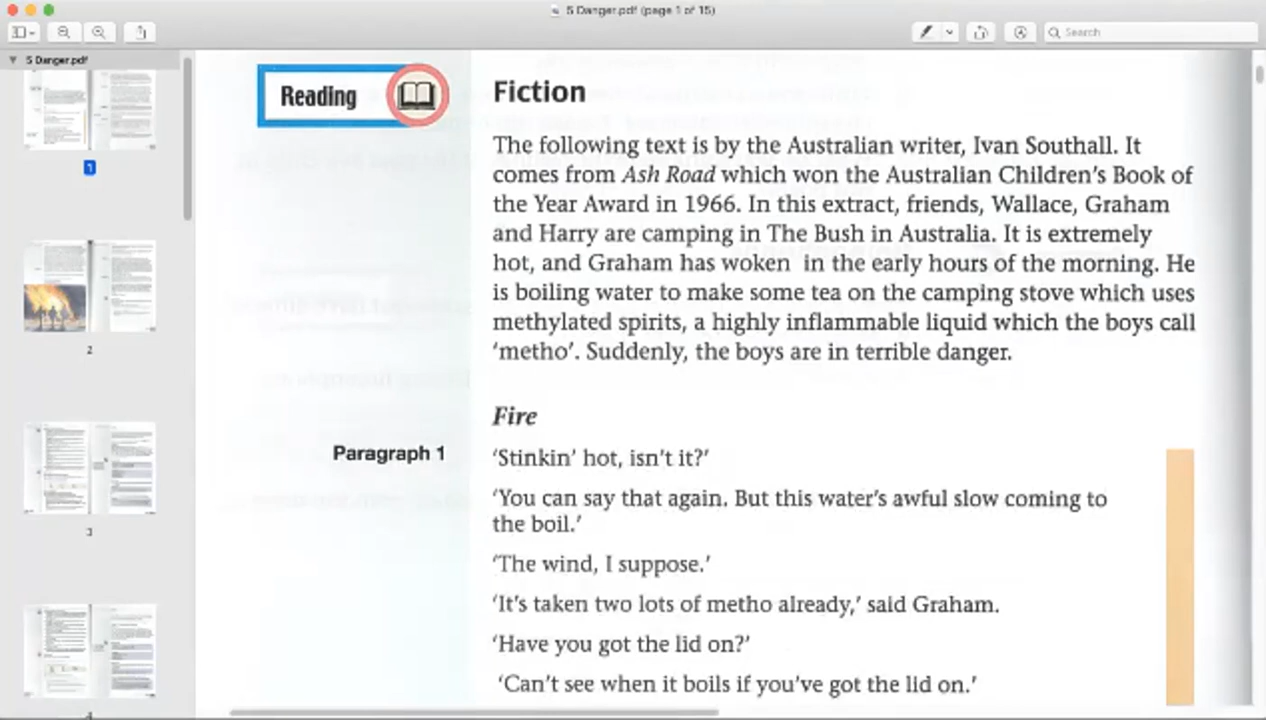 5 Danger.pdf (page 1 of 15)
Search
5 Danger.pdf
1
2
3
4
Reading
Fiction
The following text is by the Australian writer, Ivan Southall. It
comes from Ash Road which won the Australian Children's Book of
the Year Award in 1966. In this extract, friends, Wallace, Graham
and Harry are camping in The Bush in Australia. It is extremely
hot, and Graham has woken in the early hours of the morning. He
is boiling water to make some tea on the camping stove which uses
methylated spirits, a highly inflammable liquid which the boys call
'metho'. Suddenly, the boys are in terrible danger.
Fire
Paragraph 1
'Stinkin' hot, isn't it?'
'You can say that again. But this water's awful slow coming to
the boil.'
'The wind, I suppose.'
'It's taken two lots of metho already,' said Graham.
'Have you got the lid on?'
'Can't see when it boils if you've got the lid on.'